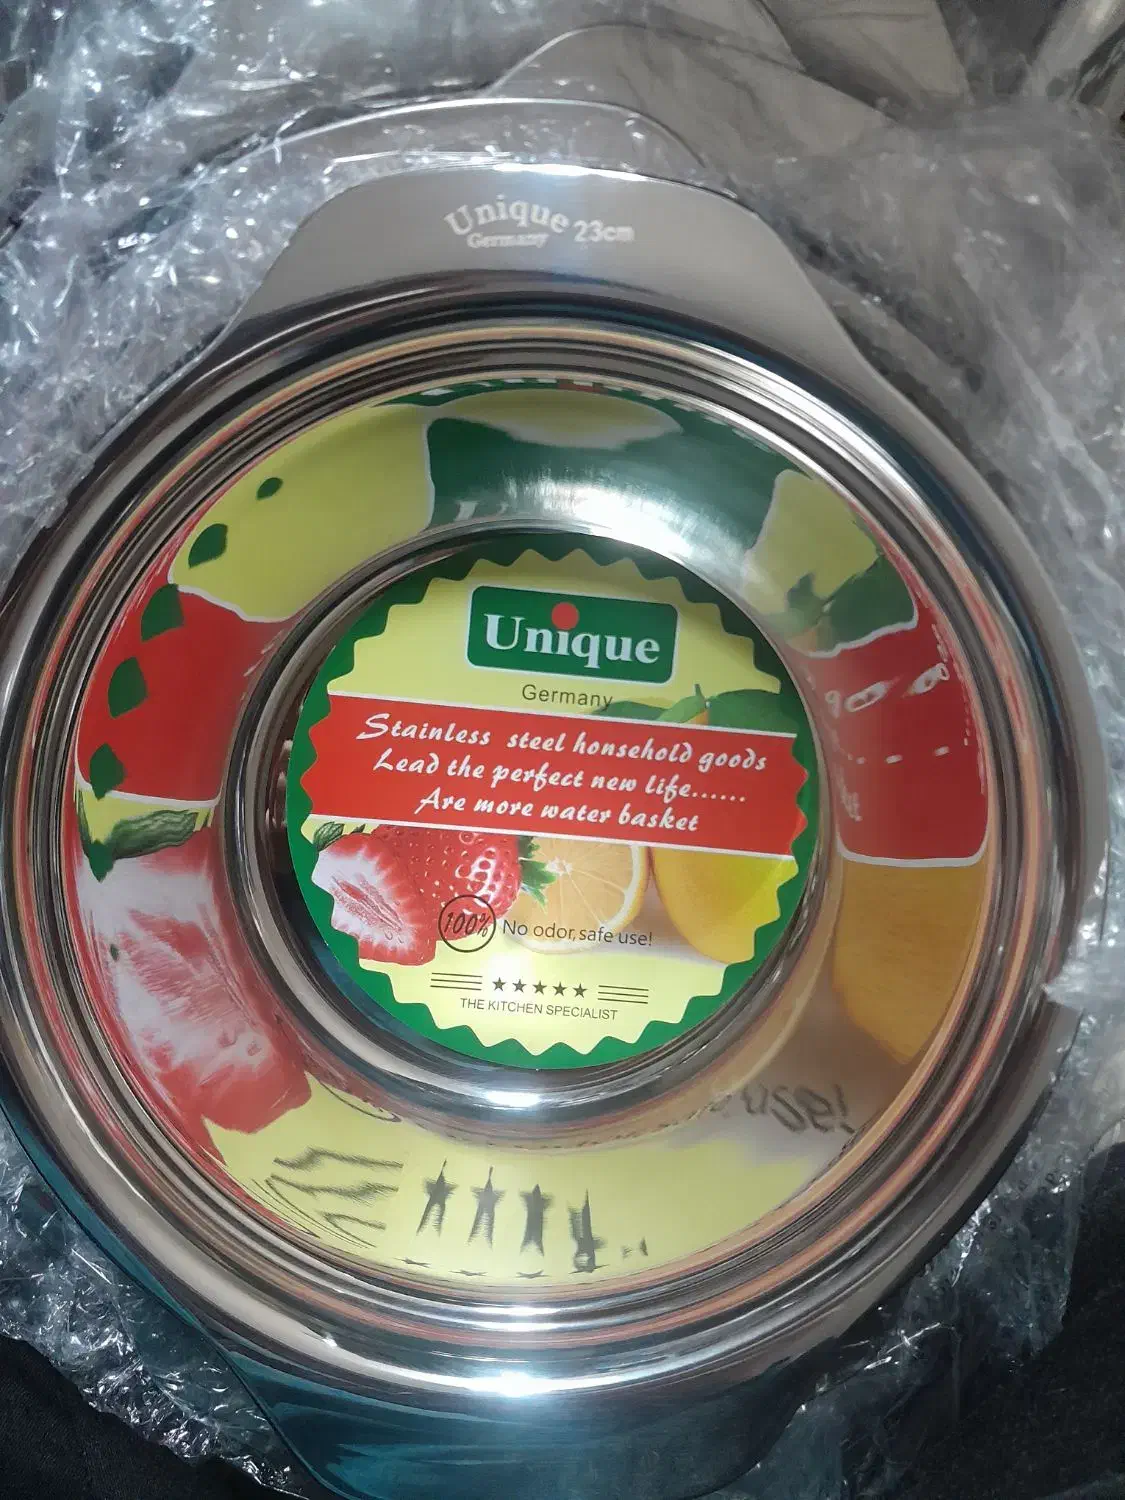 Unique
Germany 23cm
Unique
Germany
Stainless steel honsehold goods
Lead the perfect new life......
Are more water basket
100% No odor,safe use!
THE KITCHEN SPECIALIST
use!